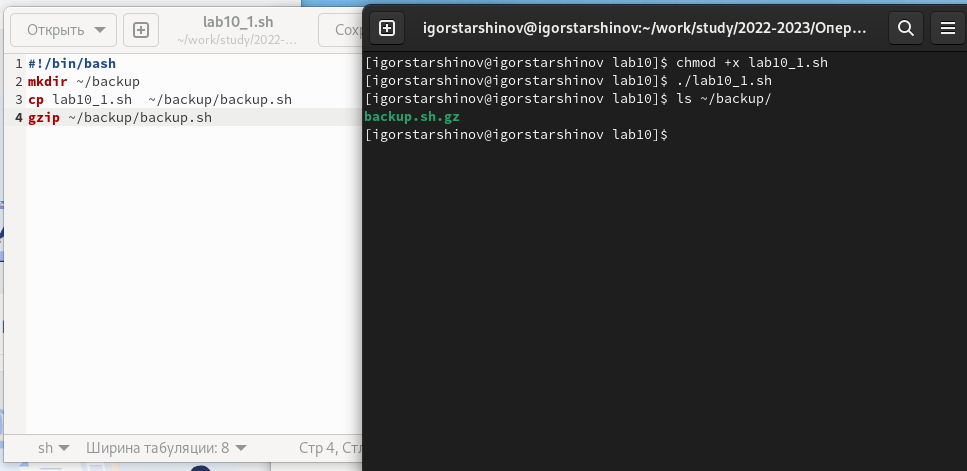 Открыть
lab10_1.sh
~/work/study/2022-...
1 #!/bin/bash
2 mkdir ~/backup
3 cp lab10_1.sh  ~/backup/backup.sh
4 gzip ~/backup/backup.sh
sh
Ширина табуляции: 8
Стр 4,
igorstarshinov@igorstarshinov:~/work/study/2022-2023/Опер...
[igorstarshinov@igorstarshinov lab10]$ chmod +x lab10_1.sh
[igorstarshinov@igorstarshinov lab10]$ ./lab10_1.sh
[igorstarshinov@igorstarshinov lab10]$ ls ~/backup/
backup.sh.gz
[igorstarshinov@igorstarshinov lab10]$